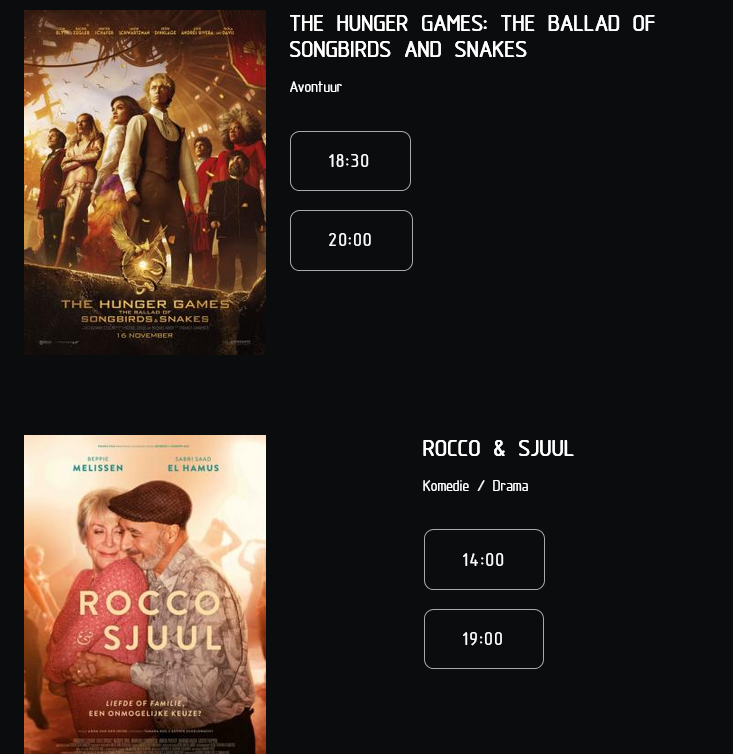 THE HUNGER GAMES: THE BALLAD OF
SONGBIRDS AND SNAKES
Avontuur
18:30
20:00
THE HUNGER GAMES
THE BALLAD OF
SONGBIRDS & SNAKES
16 NOVEMBER
ROCCO & SJUUL
Komedie / Drama
14:00
19:00
BEPPIE
MELISSEN
SABRI SAAD
EL HAMUS
ROCCO
& SJUUL
LIEFDE OF FAMILIE,
EEN ONMOGELIJKE KEUZE?